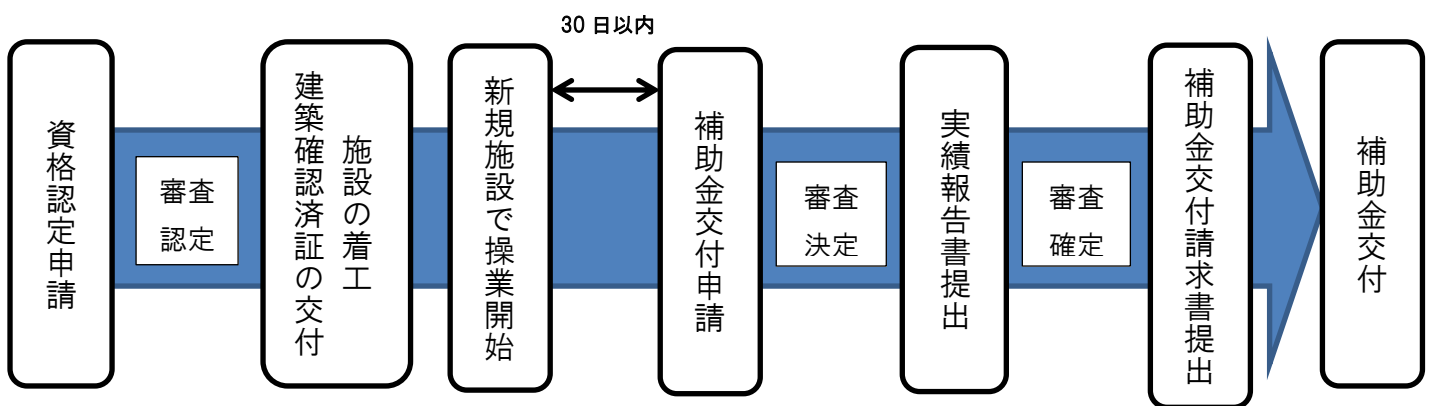 30 日以内
資格認定申請
審査
認定
施設の着工
建築確認済証の交付
新規施設で操業開始
補助金交付申請
審査
決定
実績報告書提出
審査
確定
補助金交付請求書提出
補助金交付